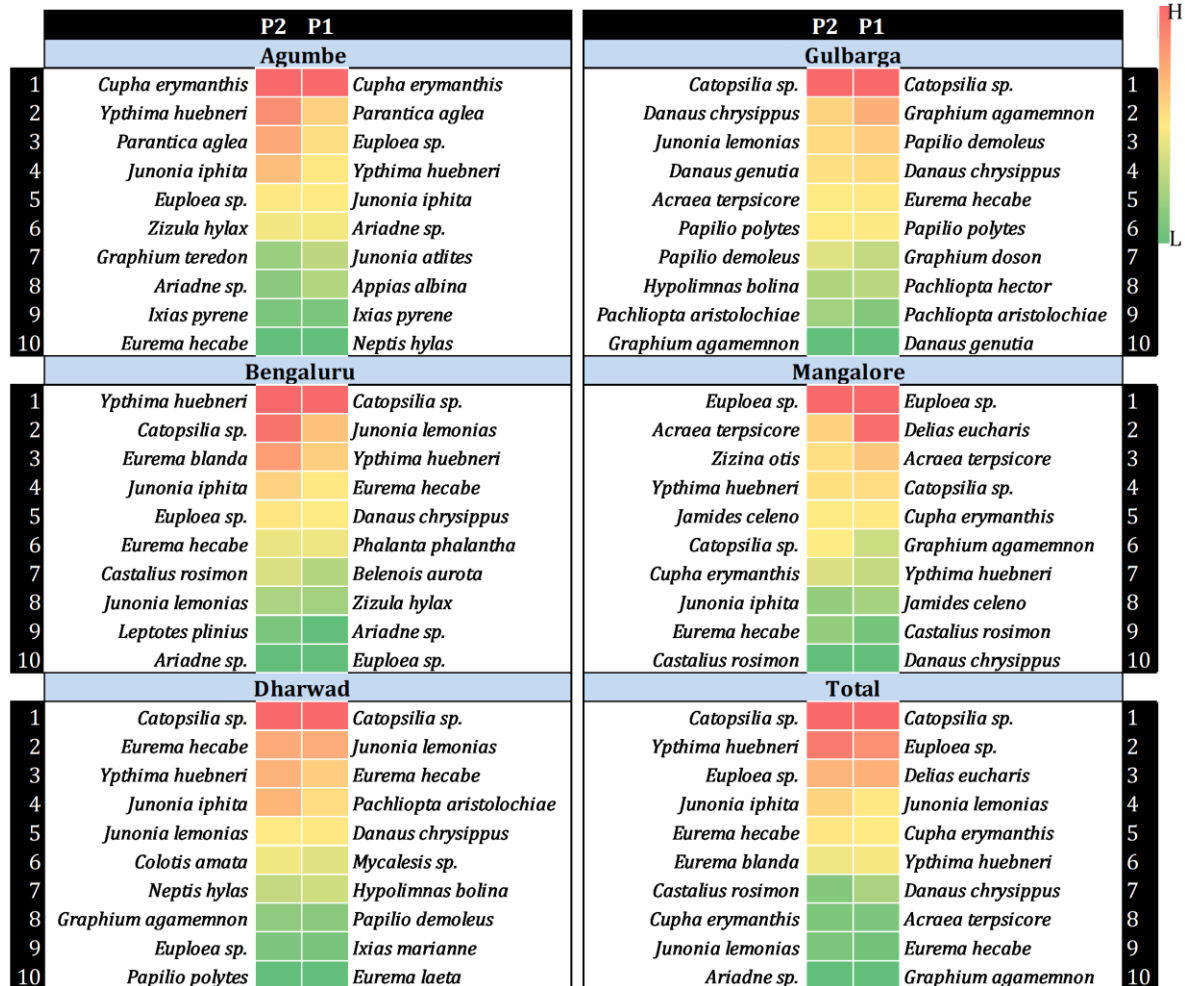 P2 P1 P2 P1 H
Agumbe Gulbarga
1 Cupha erymanthis Cupha erymanthis Catopsilia sp. Catopsilia sp. 1
2 Ypthima huebneri Parantica aglea Danaus chrysippus Graphium agamemnon 2
3 Parantica aglea Euploea sp. Junonia lemonias Papilio demoleus 3
4 Junonia iphita Ypthima huebneri Danaus genutia Danaus chrysippus 4
5 Euploea sp. Junonia iphita Acraea terpsicore Eurema hecabe 5
6 Zizula hylax Ariadne sp. Papilio polytes Papilio polytes 6 L
7 Graphium teredon Junonia atlites Papilio demoleus Graphium doson 7
8 Ariadne sp. Appias albina Hypolimnas bolina Pachliopta hector 8
9 Ixias pyrene Ixias pyrene Pachliopta aristolochiae Pachliopta aristolochiae 9
10 Eurema hecabe Neptis hylas Graphium agamemnon Danaus genutia 10
Bengaluru Mangalore
1 Ypthima huebneri Catopsilia sp. Euploea sp. Euploea sp. 1
2 Catopsilia sp. Junonia lemonias Acraea terpsicore Delias eucharis 2
3 Eurema blanda Ypthima huebneri Zizina otis Acraea terpsicore 3
4 Junonia iphita Eurema hecabe Ypthima huebneri Catopsilia sp. 4
5 Euploea sp. Danaus chrysippus Jamides celeno Cupha erymanthis 5
6 Eurema hecabe Phalanta phalantha Catopsilia sp. Graphium agamemnon 6
7 Castalius rosimon Belenois aurota Cupha erymanthis Ypthima huebneri 7
8 Junonia lemonias Zizula hylax Junonia iphita Jamides celeno 8
9 Leptotes plinius Ariadne sp. Eurema hecabe Castalius rosimon 9
10 Ariadne sp. Euploea sp. Castalius rosimon Danaus chrysippus 10
Dharwad Total
1 Catopsilia sp. Catopsilia sp. Catopsilia sp. Catopsilia sp. 1
2 Eurema hecabe Junonia lemonias Ypthima huebneri Euploea sp. 2
3 Ypthima huebneri Eurema hecabe Euploea sp. Delias eucharis 3
4 Junonia iphita Pachliopta aristolochiae Junonia iphita Junonia lemonias 4
5 Junonia lemonias Danaus chrysippus Eurema hecabe Cupha erymanthis 5
6 Colotis amata Mycalesis sp. Eurema blanda Ypthima huebneri 6
7 Neptis hylas Hypolimnas bolina Castalius rosimon Danaus chrysippus 7
8 Graphium agamemnon Papilio demoleus Cupha erymanthis Acraea terpsicore 8
9 Euploea sp. Ixias marianne Junonia lemonias Eurema hecabe 9
10 Papilio polytes Eurema laeta Ariadne sp. Graphium agamemnon 10